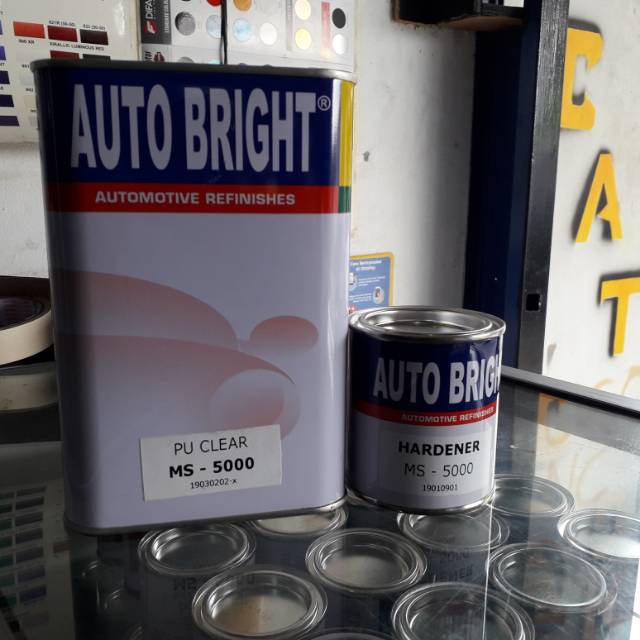 AUTO BRIGHT®
AUTOMOTIVE REFINISHES
PU CLEAR
MS - 5000
19030202-x
AUTO BRIGH
AUTOMOTIVE REFINISHES
HARDENER
MS - 5000
19010901
C
A
T